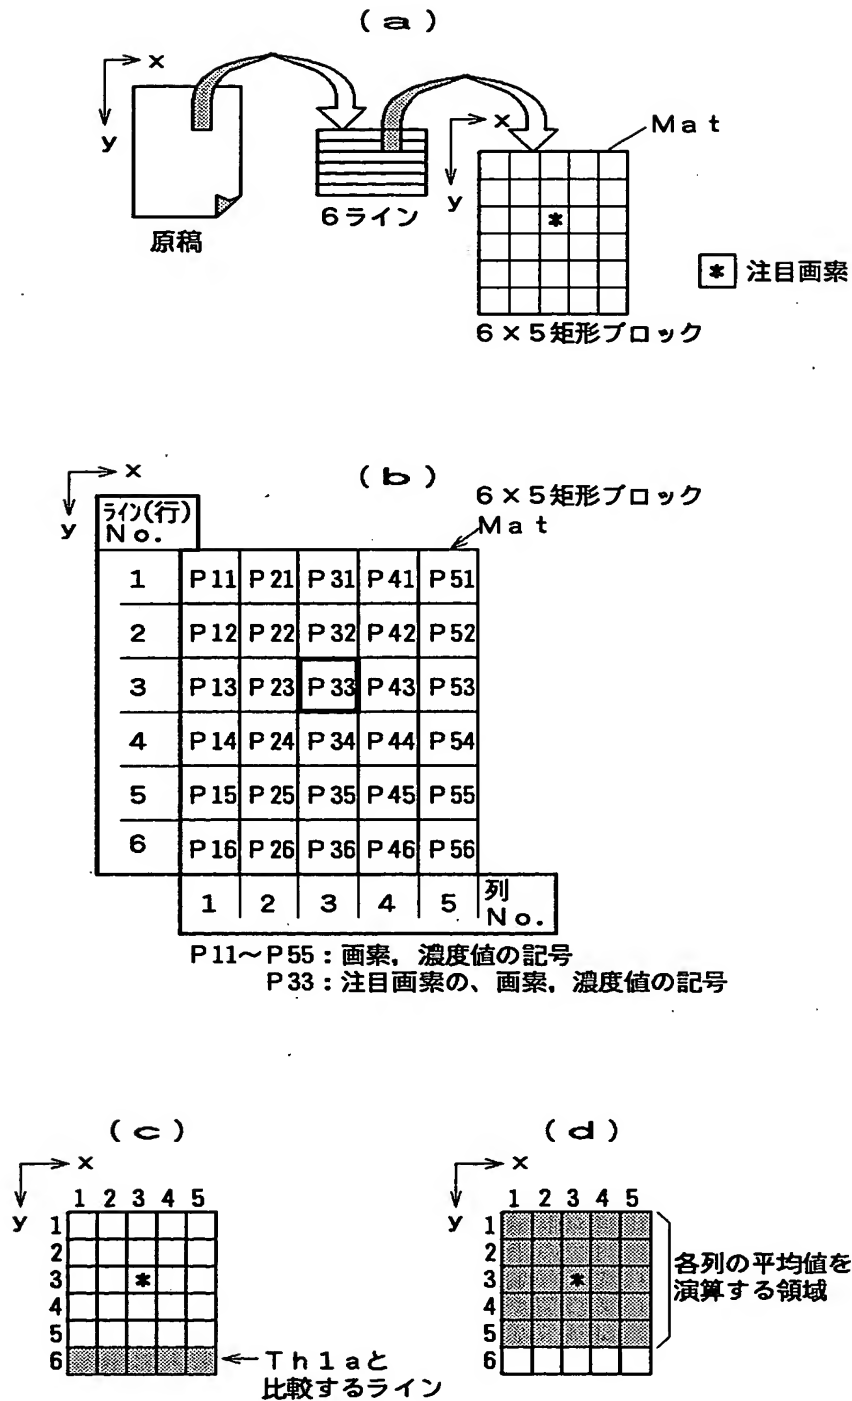 (a)
x
y
原稿
6ライン
x
y
Mat
* 注目画素
6×5矩形ブロック
(b)
x
y
6×5矩形ブロック
Mat
ライン(行)
No.
1 P11 P21 P31 P41 P51
2 P12 P22 P32 P42 P52
3 P13 P23 P33 P43 P53
4 P14 P24 P34 P44 P54
5 P15 P25 P35 P45 P55
6 P16 P26 P36 P46 P56
1 2 3 4 5 列
No.
P11~P55:画素,濃度値の記号
P33:注目画素の、画素,濃度値の記号
(c)
x
y
1 2 3 4 5
1
2
3 *
4
5
6
Th1aと
比較するライン
(d)
x
y
1 2 3 4 5
1
2
3 *
4
5
6
各列の平均値を
演算する領域